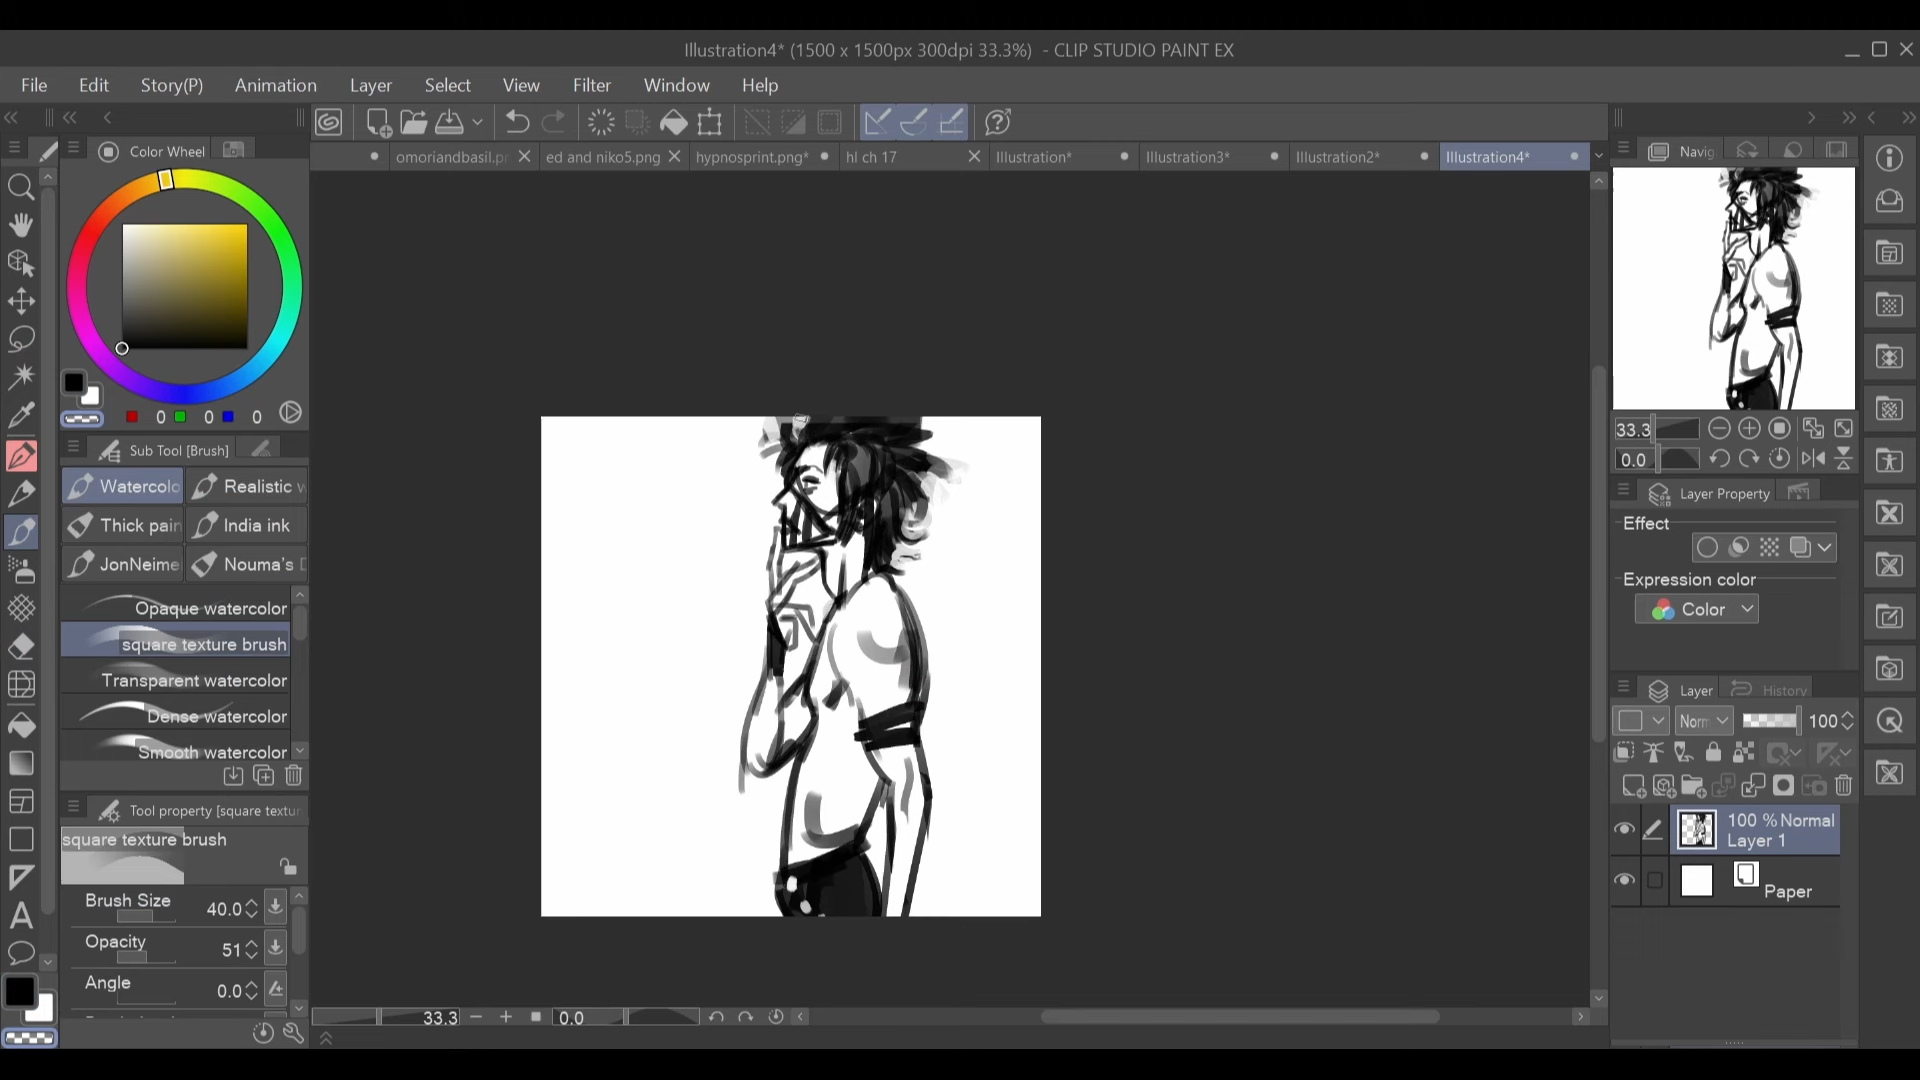 Illustration4* (1500 x 1500px 300dpi 33.3%)  - CLIP STUDIO PAINT EX
File Edit Story(P) Animation Layer Select View Filter Window Help
omoriandbasil.pr ed and niko5.png hypnosprint.png* hl ch 17 Illustration* Illustration3* Illustration2* Illustration4*
Color Wheel
0 0 0
Sub Tool [Brush]
Watercolo Realistic w
Thick pain India ink
JonNeime Nouma's D
Opaque watercolor
square texture brush
Transparent watercolor
Dense watercolor
Smooth watercolor
Tool property [square textur
square texture brush
Brush Size 40.0
Opacity 51
Angle 0.0
33.3 0.0
Navig
33.3
0.0
Layer Property
Effect
Expression color
Color
Layer History
Norm 100
100 % Normal
Layer 1
Paper
A